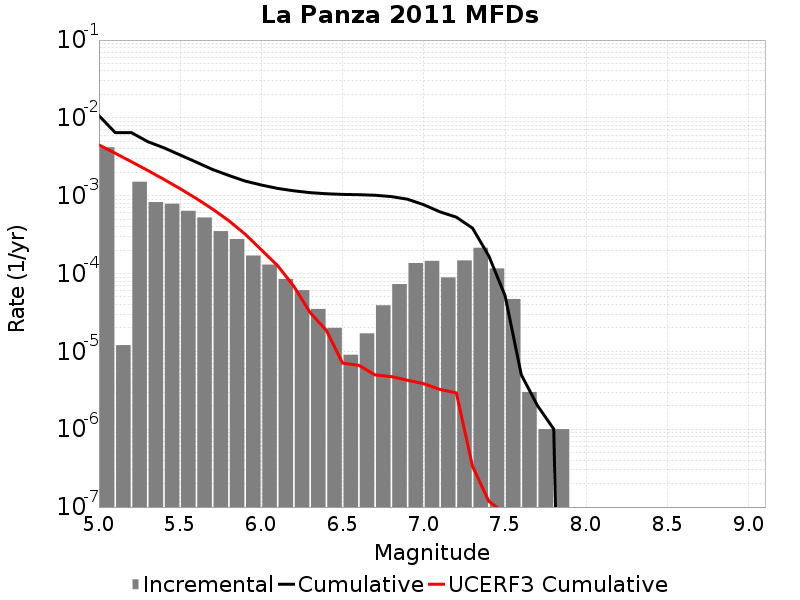 La Panza 2011 MFDs
Rate (1/yr)
10-1
10-2
10-3
10-4
10-5
10-6
10-7
5.0 5.5 6.0 6.5 7.0 7.5 8.0 8.5 9.0
Magnitude
Incremental Cumulative UCERF3 Cumulative